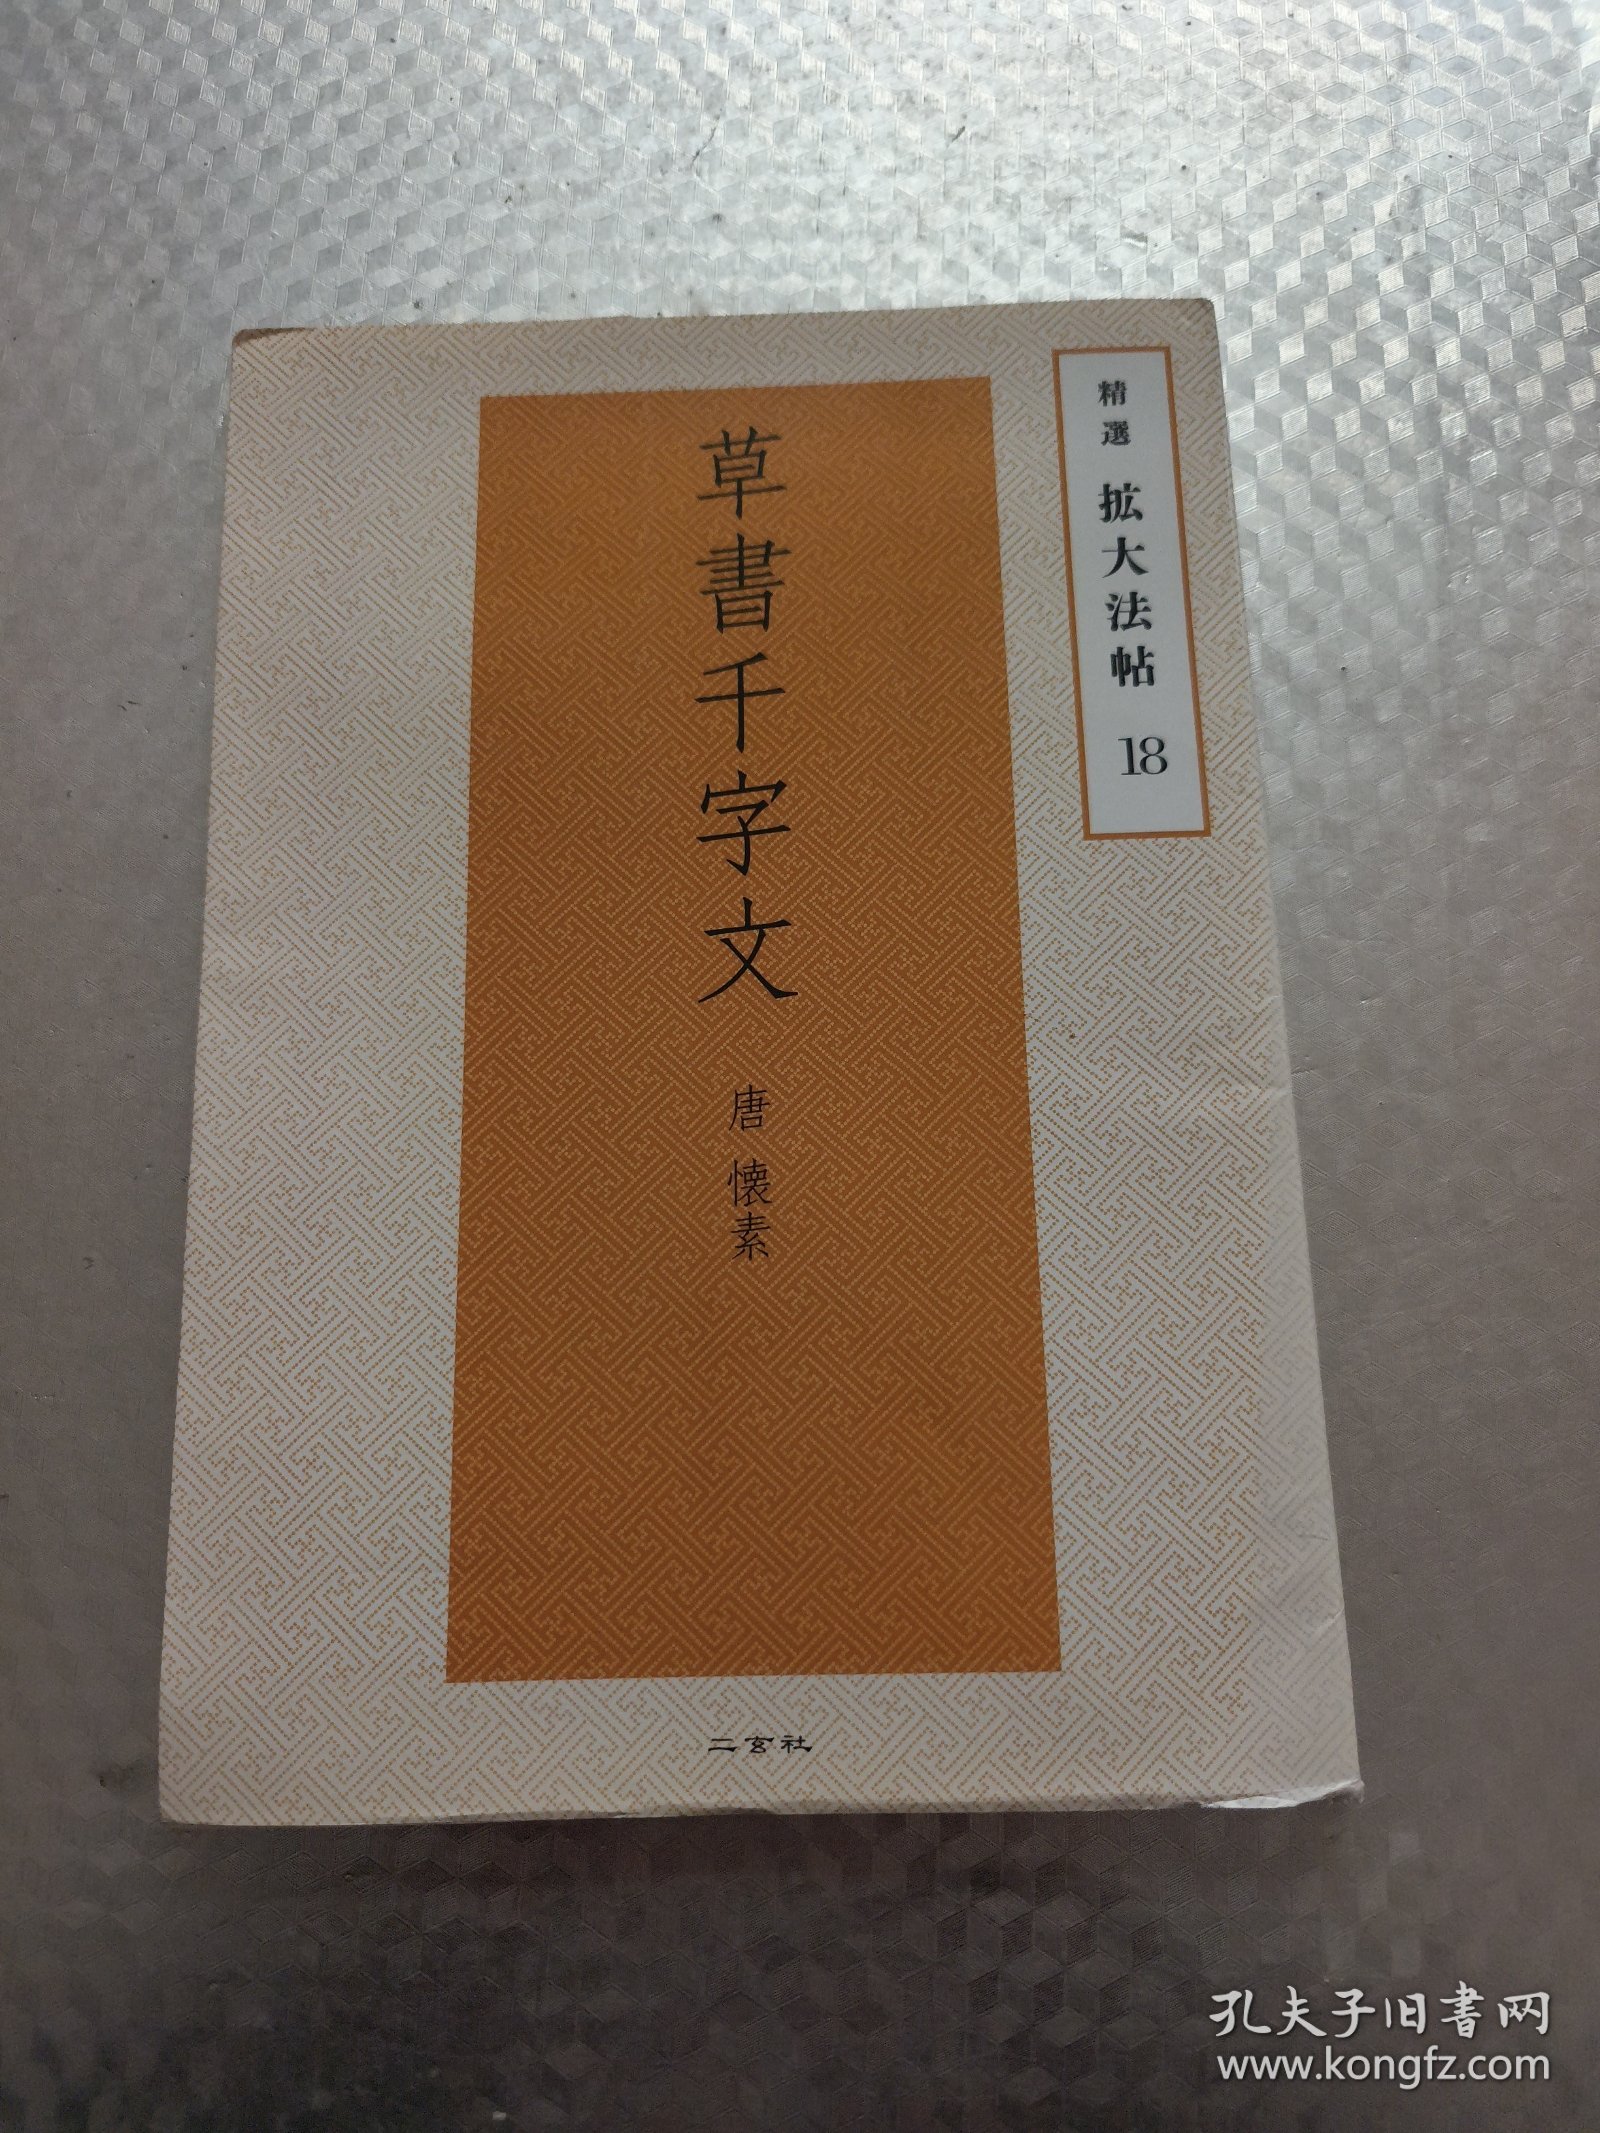 精選 拡大法帖 18
草書千字文
唐 懐素
二玄社
孔夫子旧书网
www.kongfz.com